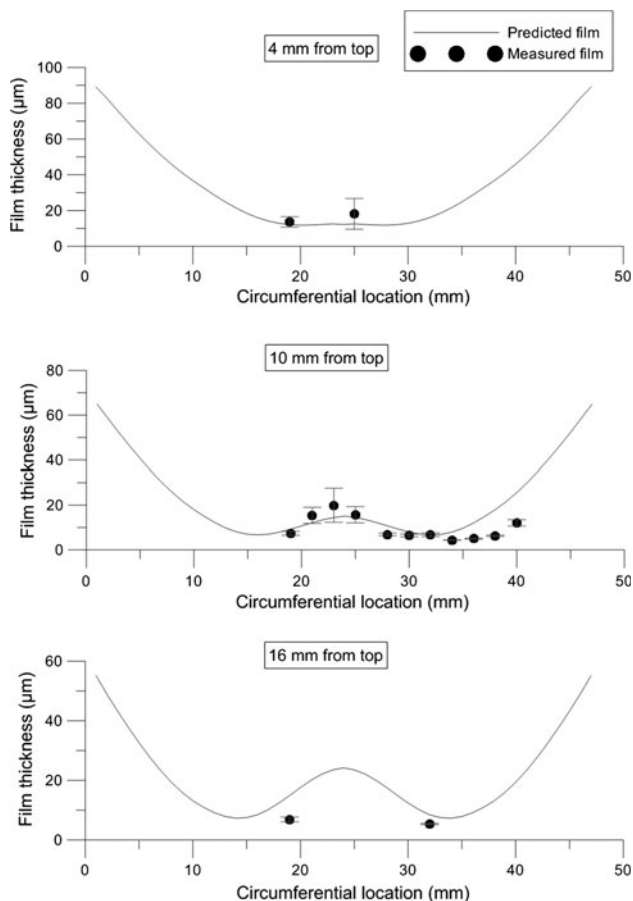 Predicted film
4 mm from top
Measured film
100
80
60
40
20
0
Film thickness (µm)
0 10 20 30 40 50
Circumferential location (mm)
10 mm from top
80
60
40
20
0
Film thickness (µm)
0 10 20 30 40 50
Circumferential location (mm)
16 mm from top
60
40
20
0
Film thickness (µm)
0 10 20 30 40 50
Circumferential location (mm)